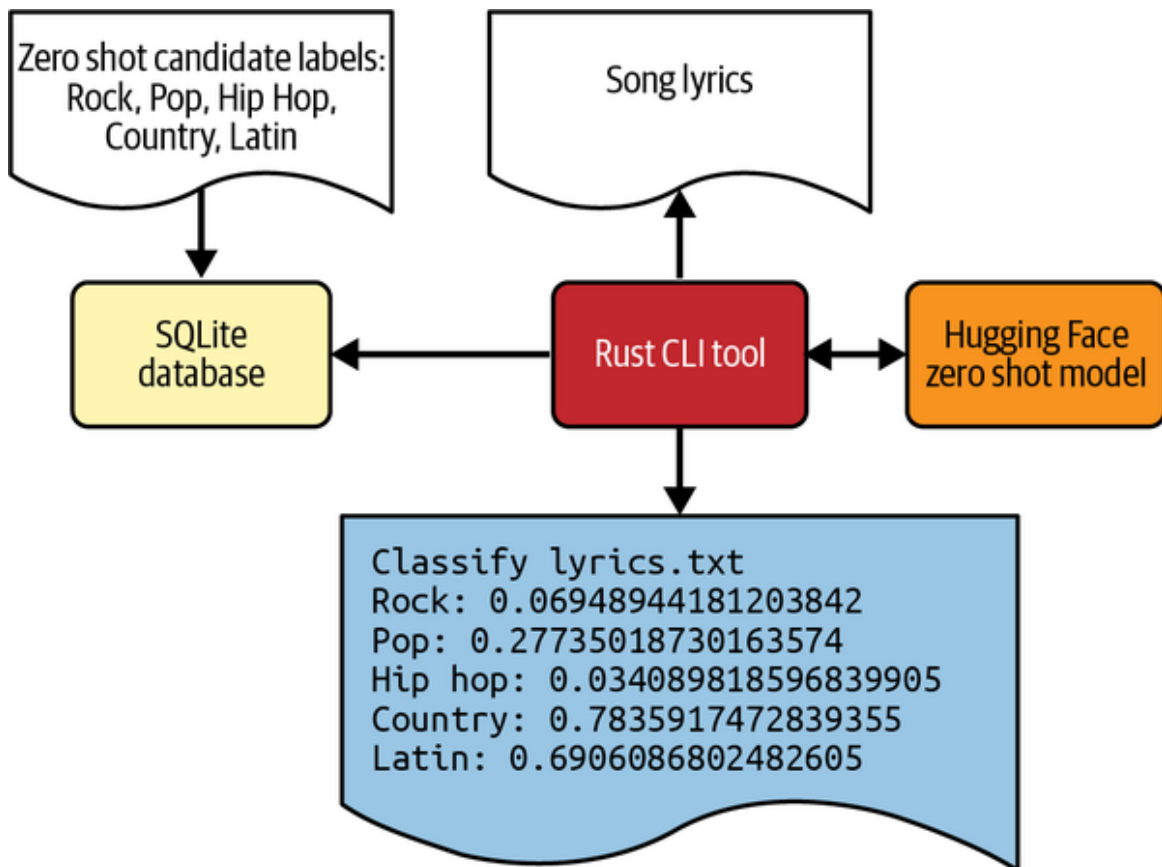 Zero shot candidate labels:
Rock, Pop, Hip Hop,
Country, Latin
Song lyrics
SQLite
database
Rust CLI tool
Hugging Face
zero shot model
Classify lyrics.txt
Rock: 0.06948944181203842
Pop: 0.27735018730163574
Hip hop: 0.034089818596839905
Country: 0.7835917472839355
Latin: 0.6906086802482605